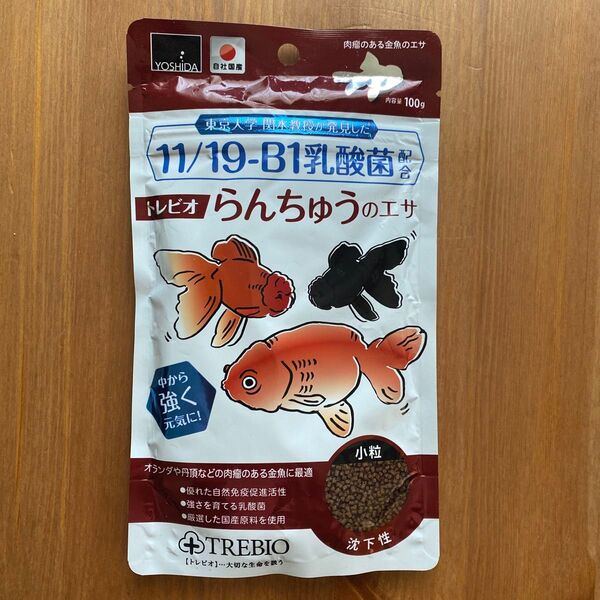 YOSHIDA
自社国産
肉瘤のある金魚のエサ
内容量 100g
東京大学 関水教授が発見した
11/19-B1乳酸菌配合
トレビオ らんちゅうのエサ
中から
強く
元気に!
小粒
オランダや丹頂などの肉瘤のある金魚に最適
●優れた自然免疫促進活性
●強さを育てる乳酸菌
●厳選した国産原料を使用
沈下性
TREBIO
【トレビオ】…大切な生命を救う